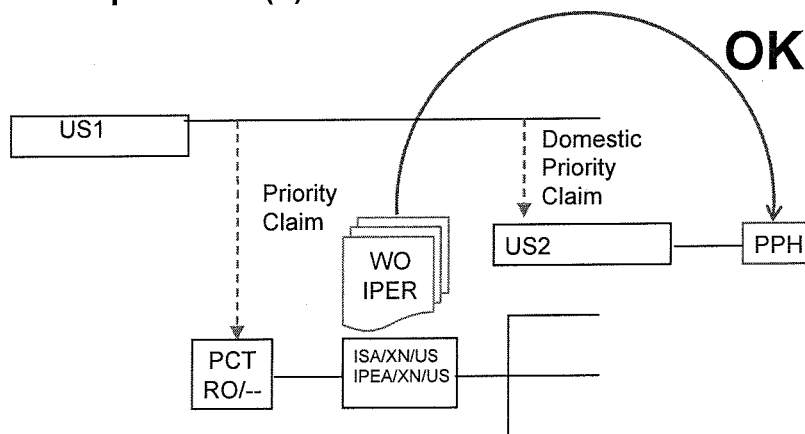 OK
US1
Domestic
Priority
Claim
Priority
Claim
WO
IPER
US2
PPH
PCT
RO/--
ISA/XN/US
IPEA/XN/US